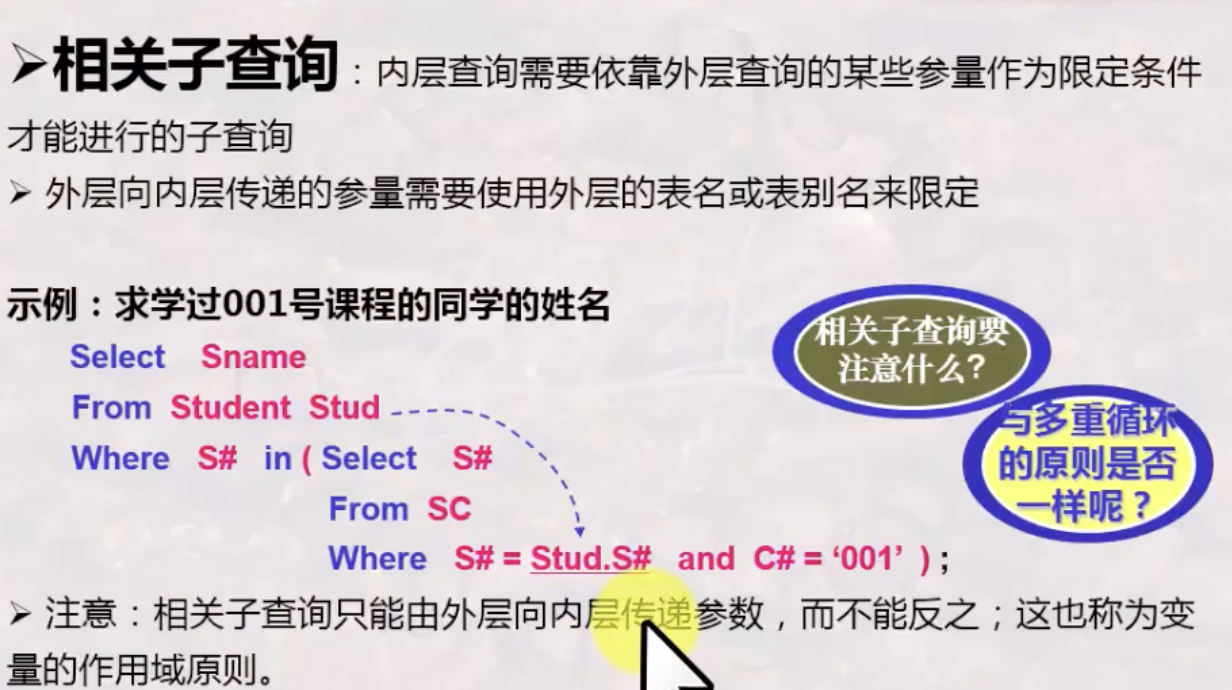 ➢相关子查询：内层查询需要依靠外层查询的某些参量作为限定条件
才能进行的子查询
➢ 外层向内层传递的参量需要使用外层的表名或表别名来限定
示例：求学过001号课程的同学的姓名
Select Sname
From Student Stud
Where S# in ( Select S#
From SC
Where S# = Stud.S# and C# = ‘001’ ) ;
相关子查询要
注意什么?
与多重循环
的原则是否
一样呢？
➢ 注意：相关子查询只能由外层向内层传递参数，而不能反之；这也称为变
量的作用域原则。